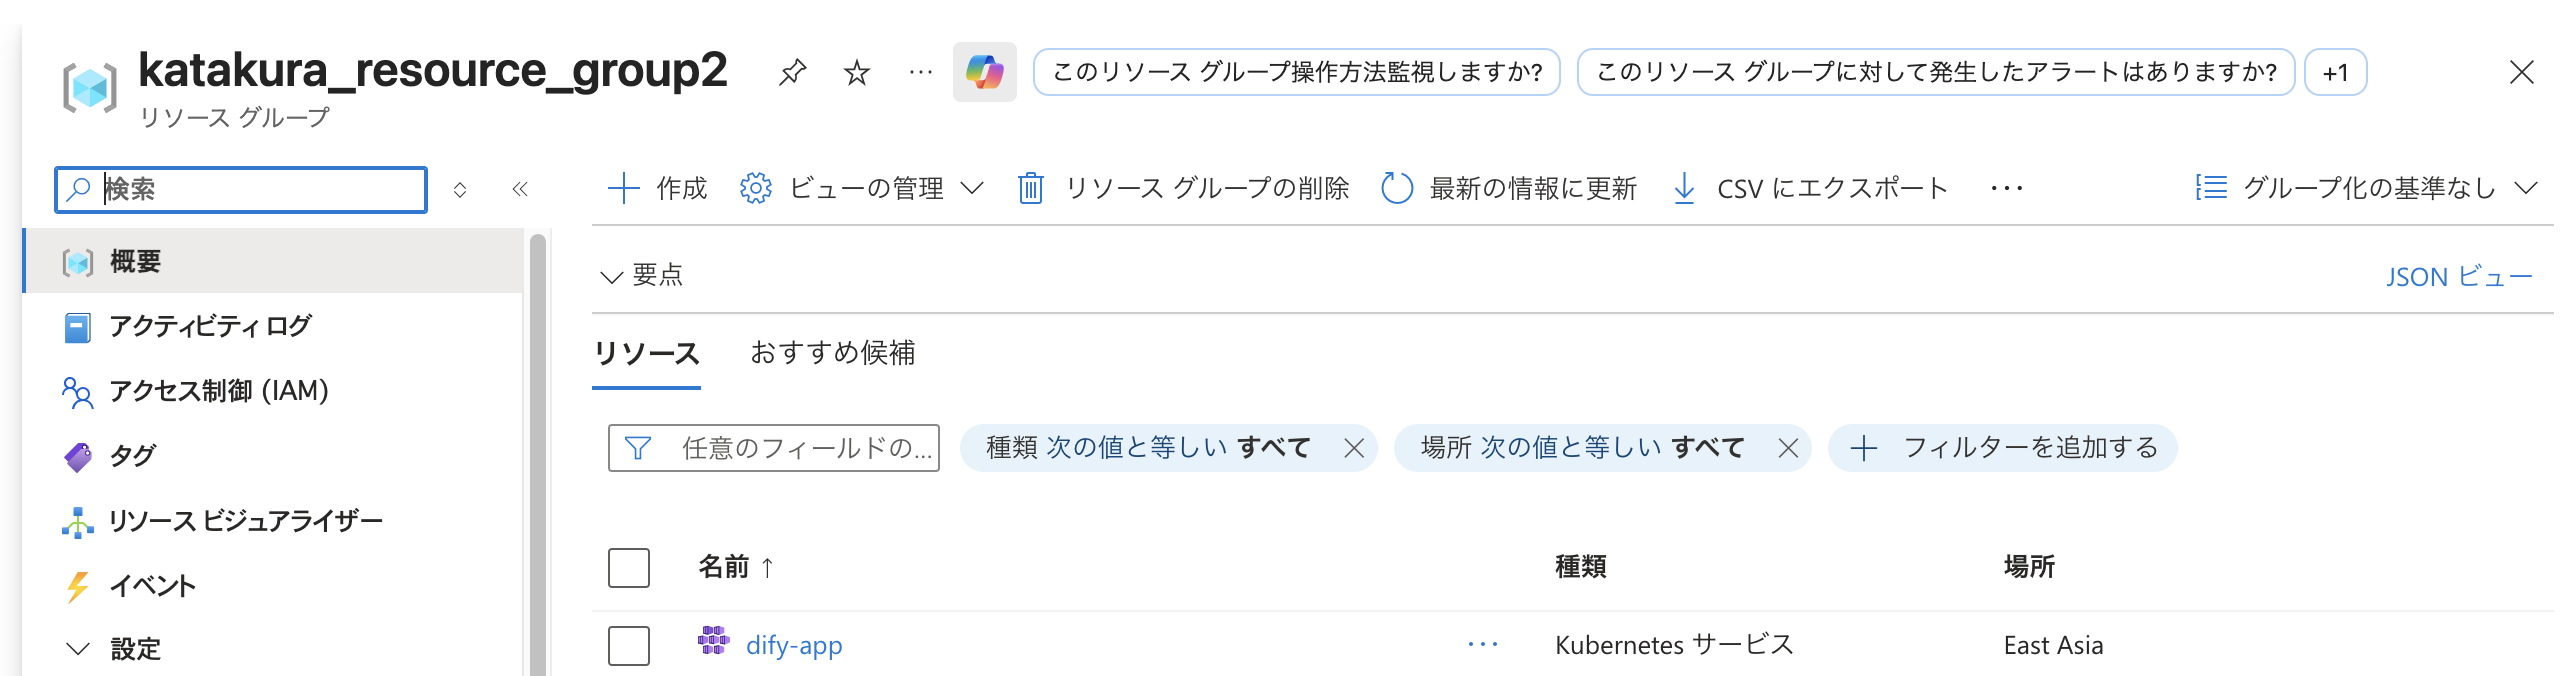 katakura_resource_group2
リソース グループ
このリソース グループ操作方法監視しますか?
このリソース グループに対して発生したアラートはありますか?
+1
検索
作成
ビューの管理
リソース グループの削除
最新の情報に更新
CSV にエクスポート
グループ化の基準なし
概要
アクティビティ ログ
アクセス制御 (IAM)
タグ
リソース ビジュアライザー
イベント
設定
要点
JSON ビュー
リソース
おすすめ候補
任意のフィールドの...
種類 次の値と等しい すべて
場所 次の値と等しい すべて
フィルターを追加する
名前 ↑
種類
場所
dify-app
Kubernetes サービス
East Asia